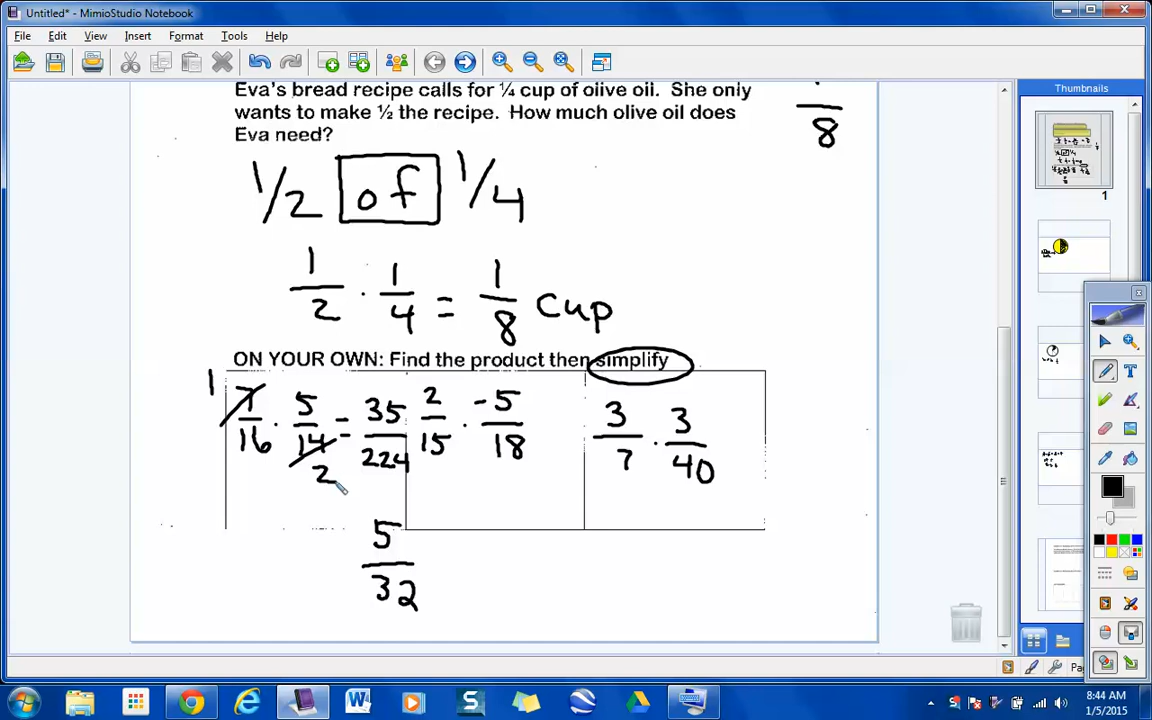 Untitled* - MimioStudio Notebook
File Edit View Insert Format Tools Help
Eva's bread recipe calls for ¼ cup of olive oil. She only
wants to make ½ the recipe. How much olive oil does
Eva need?
8
1/2 of 1/4
1/2 · 1/4 = 1/8 cup
ON YOUR OWN: Find the product then simplify
1 7/16 · 5/14 = 35/224
2
5/32
2/15 · -5/18
3/7 · 3/40
Thumbnails
1
T
Pa
8:44 AM
1/5/2015